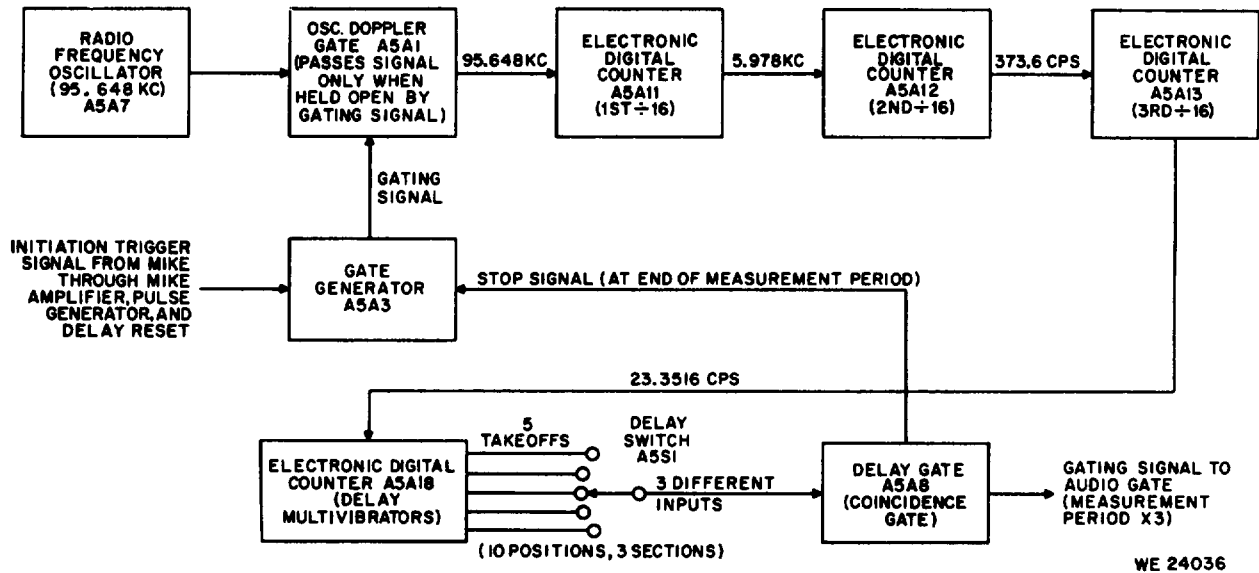 RADIO
FREQUENCY
OSCILLATOR
(95.648 KC)
A5A7
OSC. DOPPLER
GATE A5A1
(PASSES SIGNAL
ONLY WHEN
HELD OPEN BY
GATING SIGNAL)
95.648 KC
ELECTRONIC
DIGITAL
COUNTER
A5A11
(1ST÷16)
5.978KC
ELECTRONIC
DIGITAL
COUNTER
A5A12
(2ND÷16)
373.6 CPS
ELECTRONIC
DIGITAL
COUNTER
A5A13
(3RD÷16)
GATING
SIGNAL
INITIATION TRIGGER
SIGNAL FROM MIKE
THROUGH MIKE
AMPLIFIER, PULSE
GENERATOR, AND
DELAY RESET
GATE
GENERATOR
A5A3
STOP SIGNAL (AT END OF MEASUREMENT PERIOD)
23.3516 CPS
ELECTRONIC DIGITAL
COUNTER A5A18
(DELAY
MULTIVIBRATORS)
5
TAKEOFFS
DELAY
SWITCH
A5S1
3 DIFFERENT
INPUTS
(10 POSITIONS, 3 SECTIONS)
DELAY GATE
A5A8
(COINCIDENCE
GATE)
GATING SIGNAL TO
AUDIO GATE
(MEASUREMENT
PERIOD X3)
WE 24036